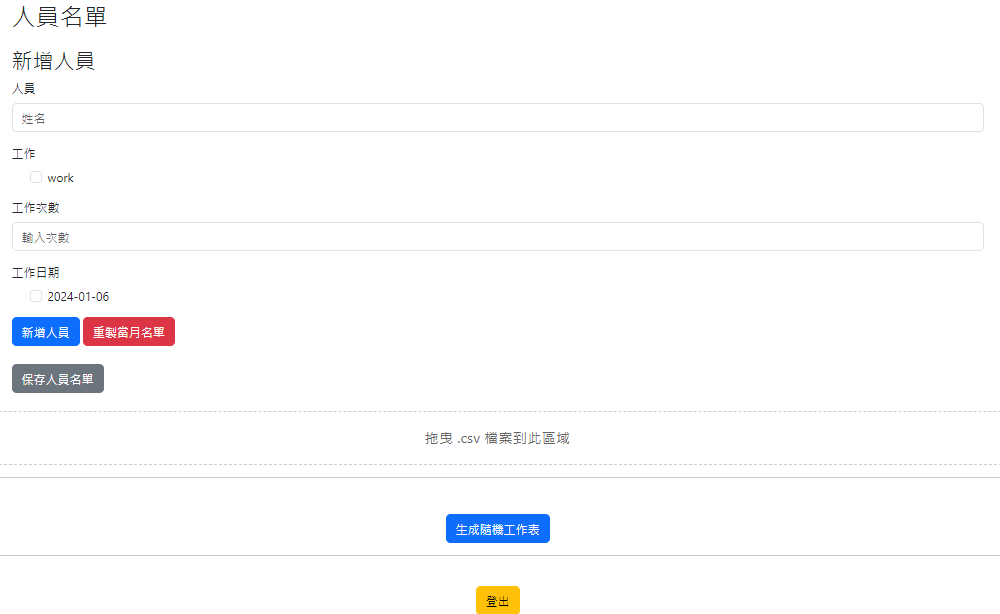 人員名單
新增人員
人員
姓名
工作
work
工作次數
輸入次數
工作日期
2024-01-06
新增人員 重製當月名單
保存人員名單
拖曳 .csv 檔案到此區域
生成隨機工作表
登出